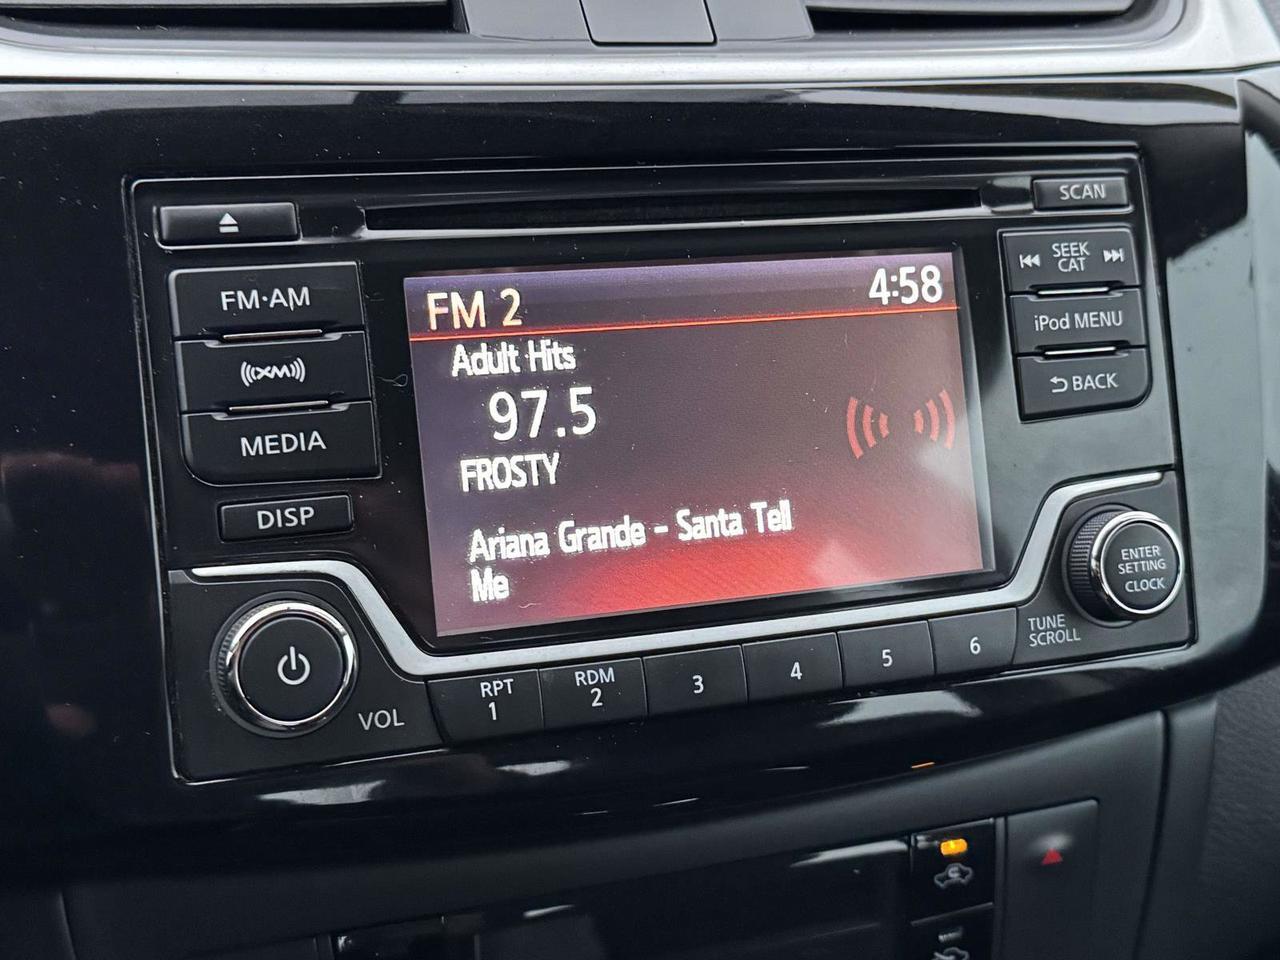 SCAN
FM·AM
((XM))
MEDIA
DISP
VOL
FM 2 4:58
Adult Hits
97.5
FROSTY
Ariana Grande - Santa Tell
Me
SEEK
CAT
iPod MENU
BACK
ENTER
SETTING
CLOCK
TUNE
SCROLL
RPT
1
RDM
2
3
4
5
6